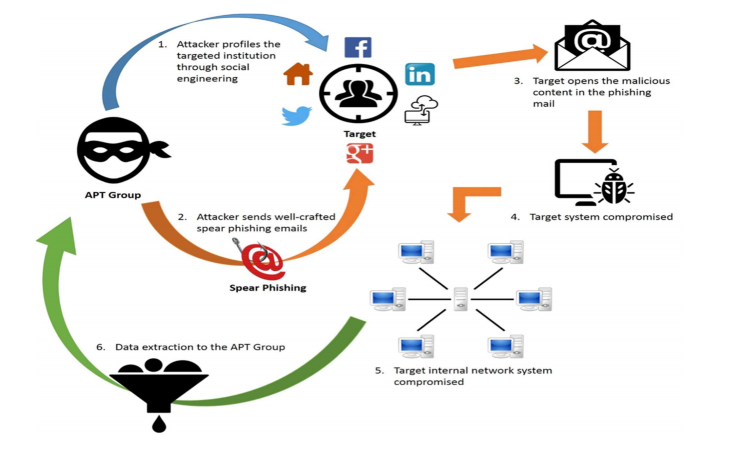 1. Attacker profiles the
targeted institution
through social
engineering
f
in
Target
g+
3. Target opens the malicious
content in the phishing
mail
APT Group
2. Attacker sends well-crafted
spear phishing emails
4. Target system compromised
@
Spear Phishing
6. Data extraction to the APT Group
5. Target internal network system
compromised